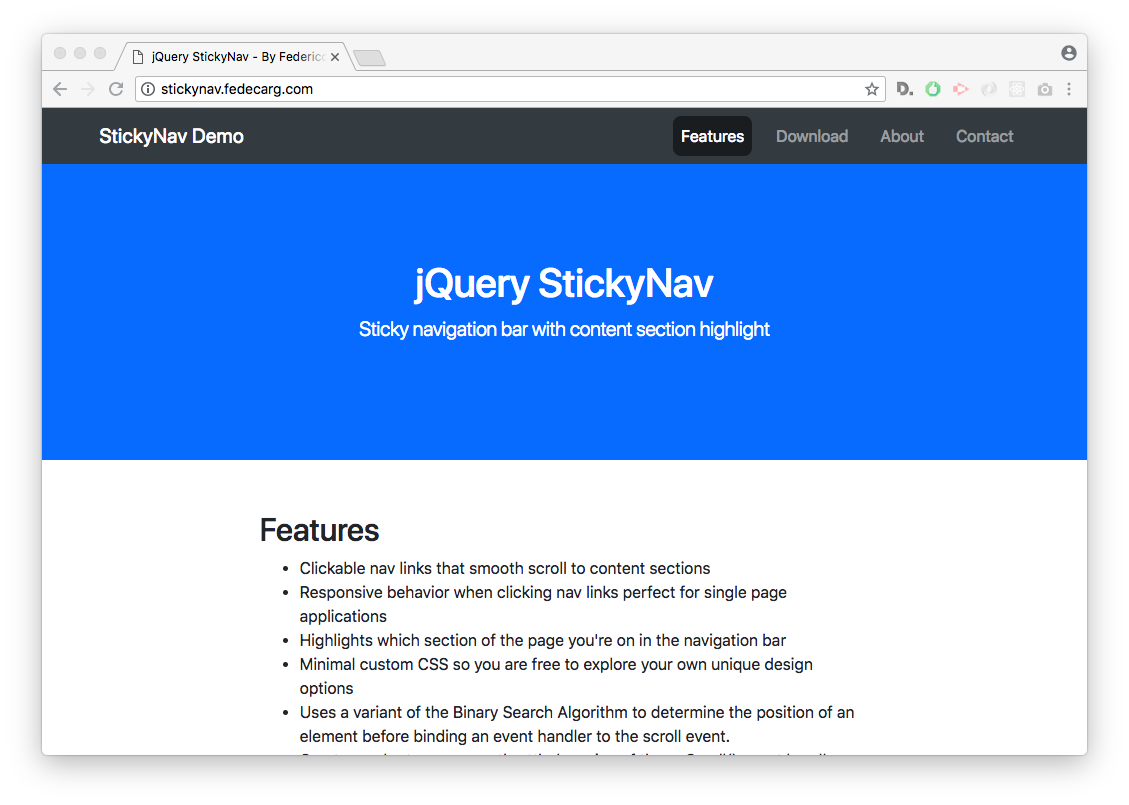 jQuery StickyNav - By Federico
stickynav.fedecarg.com
StickyNav Demo
Features
Download
About
Contact
jQuery StickyNav
Sticky navigation bar with content section highlight
Features
• Clickable nav links that smooth scroll to content sections
• Responsive behavior when clicking nav links perfect for single page
applications
• Highlights which section of the page you're on in the navigation bar
• Minimal custom CSS so you are free to explore your own unique design
options
• Uses a variant of the Binary Search Algorithm to determine the position of an
element before binding an event handler to the scroll event.